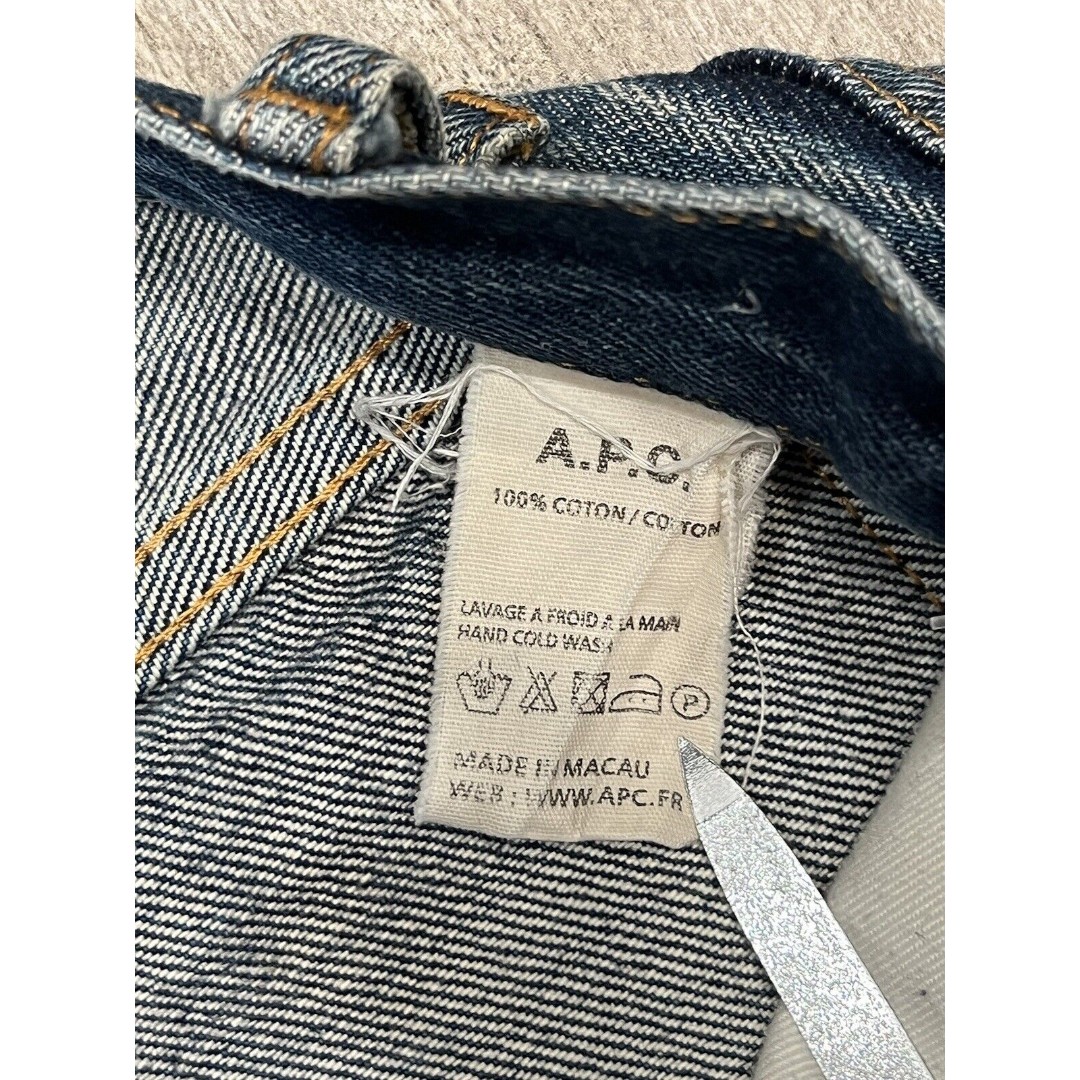 A.P.C.
100% COTON / COTTON
LAVAGE A FROID A LA MAIN
HAND COLD WASH
P
MADE IN MACAU
WEB : WWW.APC.FR